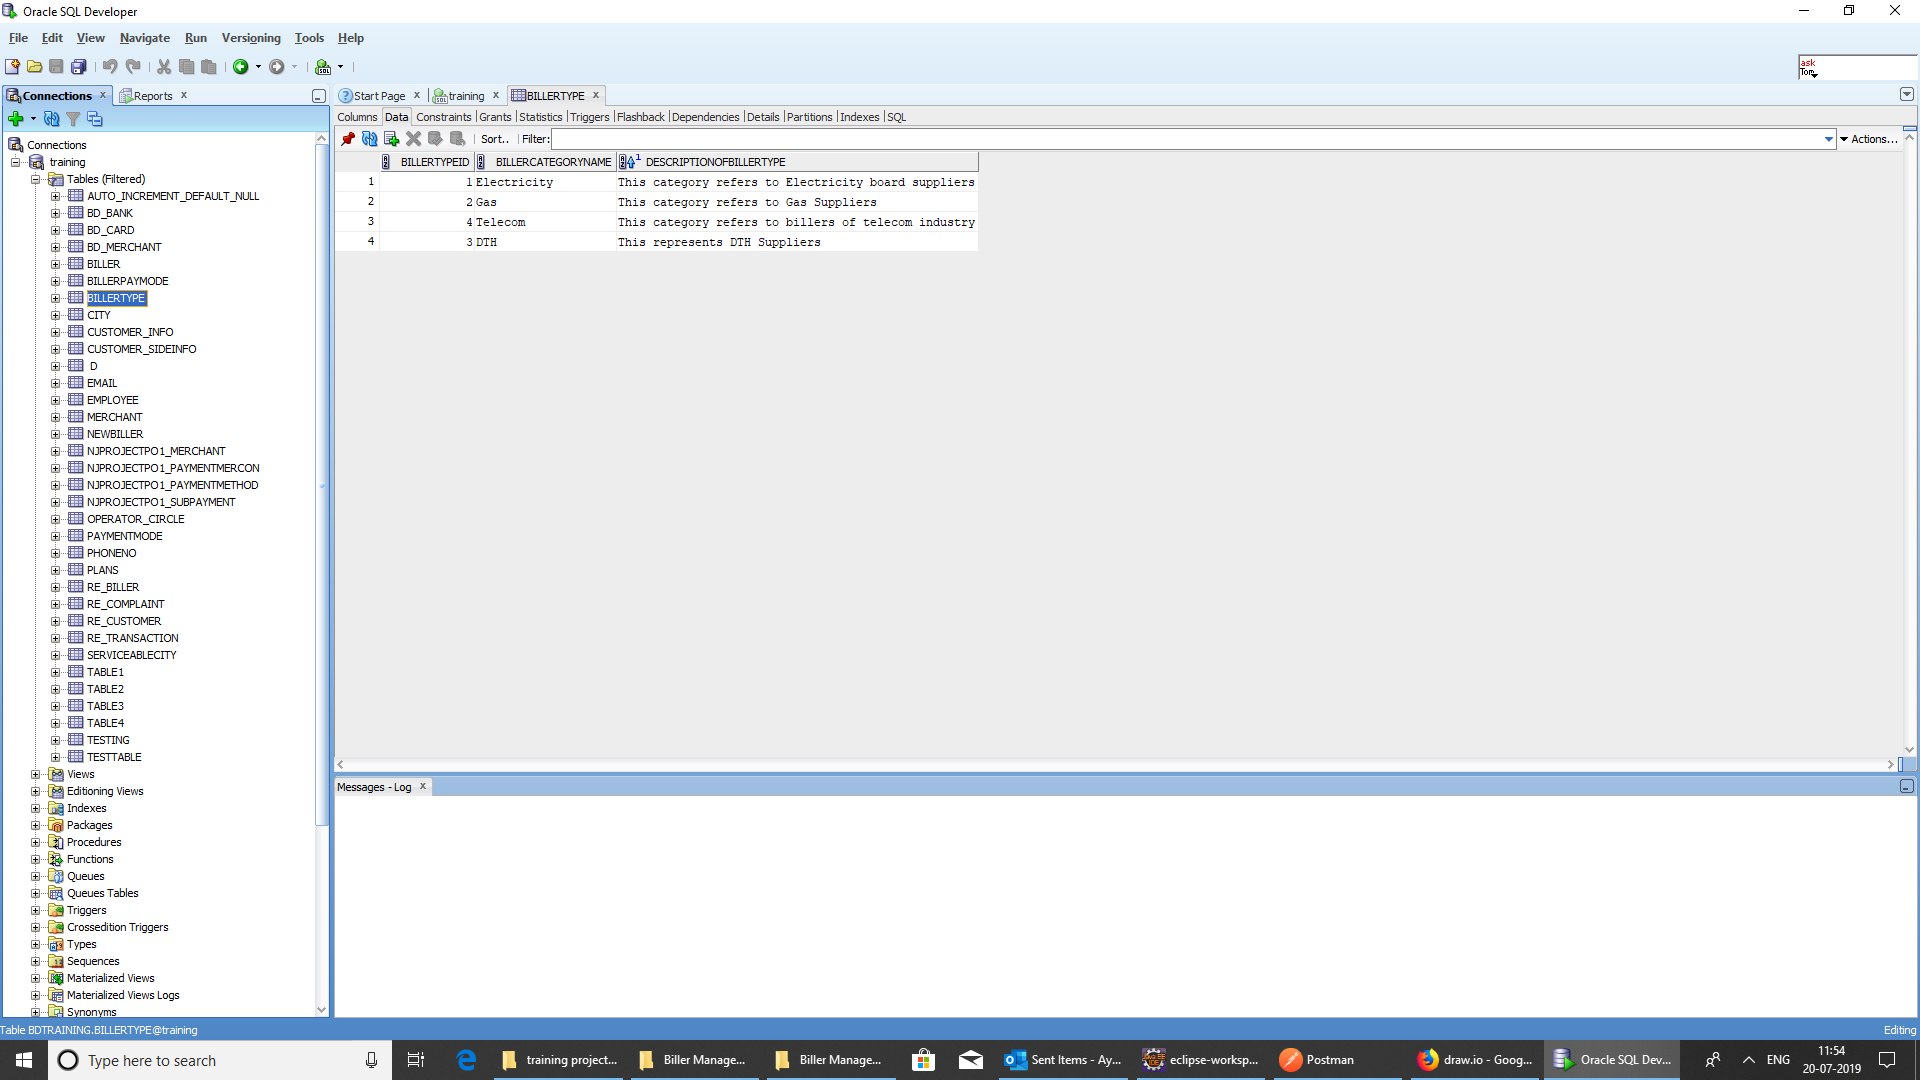 Oracle SQL Developer
File Edit View Navigate Run Versioning Tools Help
ask
Tom
Connections x Reports x
Start Page x training x BILLERTYPE x
Columns Data Constraints Grants Statistics Triggers Flashback Dependencies Details Partitions Indexes SQL
Sort.. Filter: Actions...
Connections
training
Tables (Filtered)
AUTO_INCREMENT_DEFAULT_NULL
BD_BANK
BD_CARD
BD_MERCHANT
BILLER
BILLERPAYMODE
BILLERTYPE
CITY
CUSTOMER_INFO
CUSTOMER_SIDEINFO
D
EMAIL
EMPLOYEE
MERCHANT
NEWBILLER
NJPROJECTPO1_MERCHANT
NJPROJECTPO1_PAYMENTMERCON
NJPROJECTPO1_PAYMENTMETHOD
NJPROJECTPO1_SUBPAYMENT
OPERATOR_CIRCLE
PAYMENTMODE
PHONENO
PLANS
RE_BILLER
RE_COMPLAINT
RE_CUSTOMER
RE_TRANSACTION
SERVICEABLECITY
TABLE1
TABLE2
TABLE3
TABLE4
TESTING
TESTTABLE
Views
Editioning Views
Indexes
Packages
Procedures
Functions
Queues
Queues Tables
Triggers
Crossedition Triggers
Types
Sequences
Materialized Views
Materialized Views Logs
Synonyms
BILLERTYPEID BILLERCATEGORYNAME 1 DESCRIPTIONOFBILLERTYPE
1 1 Electricity This category refers to Electricity board suppliers
2 2 Gas This category refers to Gas Suppliers
3 4 Telecom This category refers to billers of telecom industry
4 3 DTH This represents DTH Suppliers
Messages - Log x
Table BDTRAINING.BILLERTYPE@training Editing
Type here to search
training project...
Biller Manage...
Biller Manage...
Sent Items - Ay...
eclipse-worksp...
Postman
draw.io - Goog...
Oracle SQL Dev...
ENG
11:54
20-07-2019